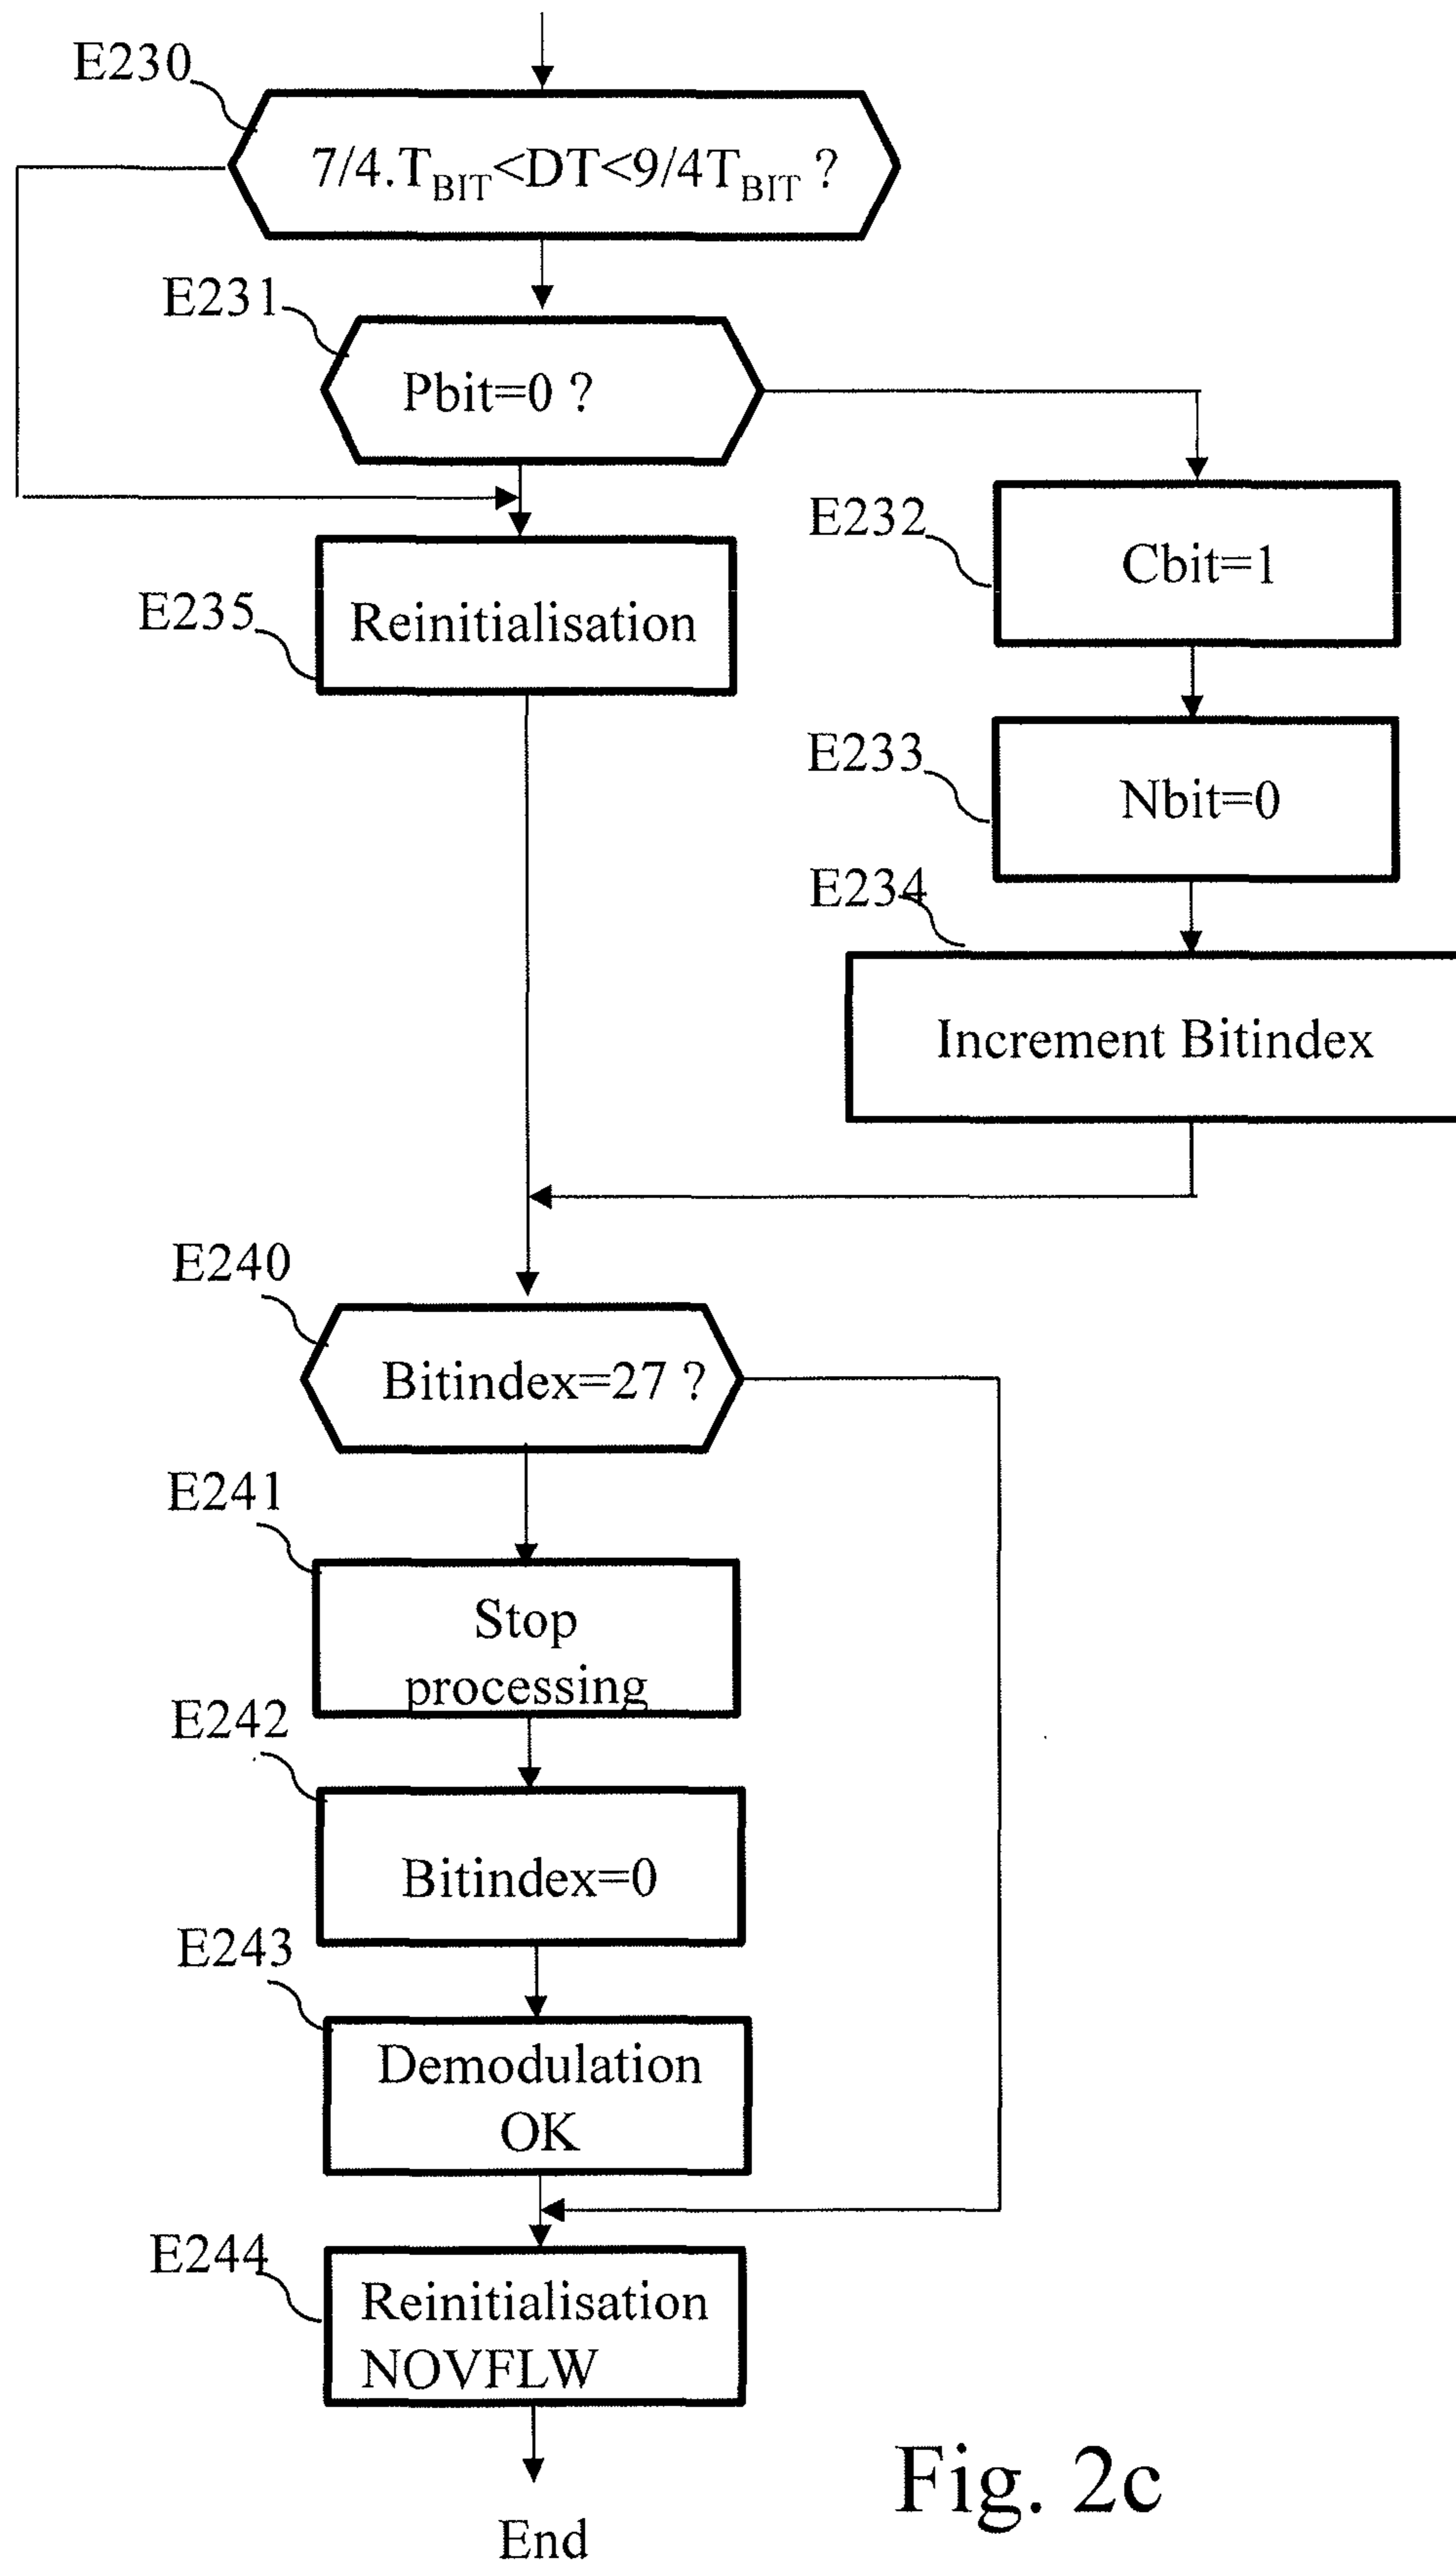 E230
7/4.T_BIT<DT<9/4T_BIT ?
E231
Pbit=0 ?
E232
Cbit=1
E235
Reinitialisation
E233
Nbit=0
E234
Increment Bitindex
E240
Bitindex=27 ?
E241
Stop
processing
E242
Bitindex=0
E243
Demodulation
OK
E244
Reinitialisation
NOVFLW
End
Fig. 2c